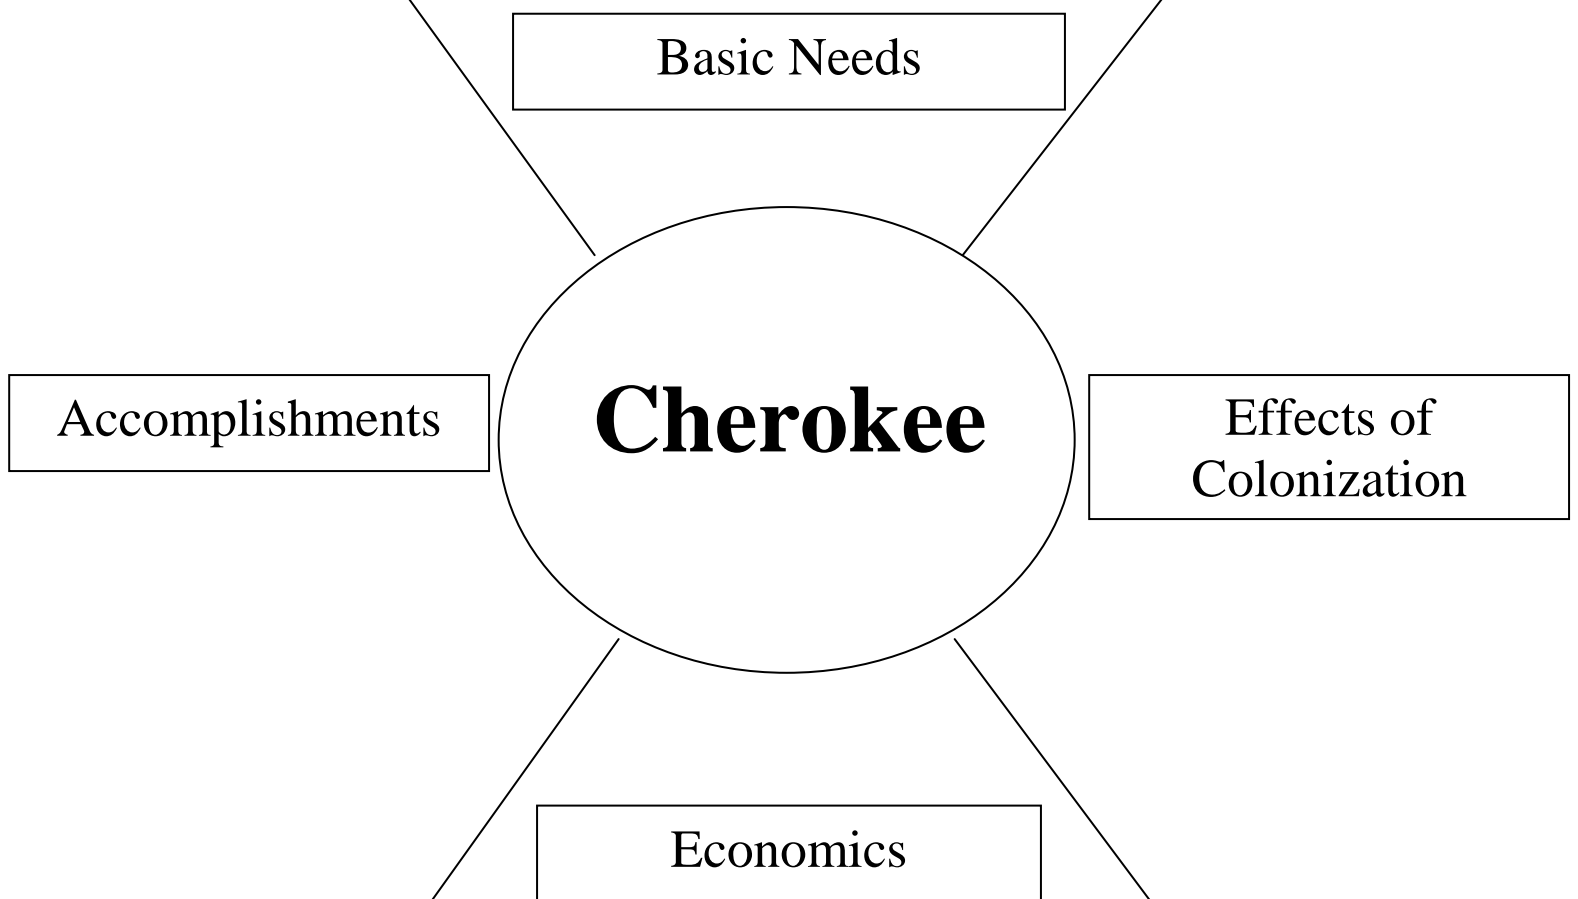 Basic Needs
Accomplishments
Cherokee
Effects of
Colonization
Economics